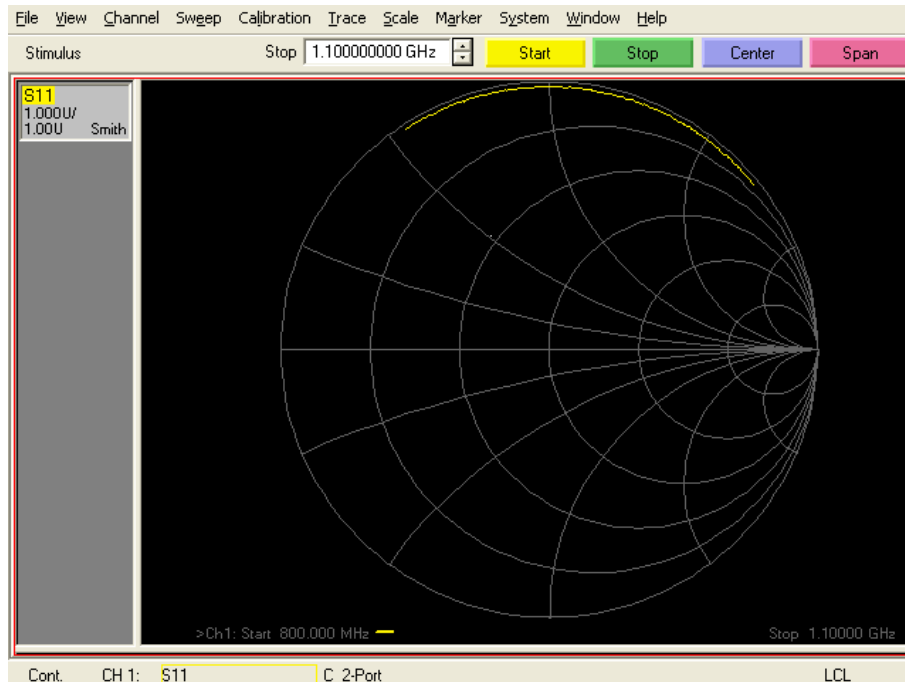 File View Channel Sweep Calibration Trace Scale Marker System Window Help
Stimulus Stop 1.100000000 GHz Start Stop Center Span
S11
1.000U/
1.00U Smith
>Ch1: Start 800.000 MHz Stop 1.10000 GHz
Cont. CH 1: S11 C 2-Port LCL